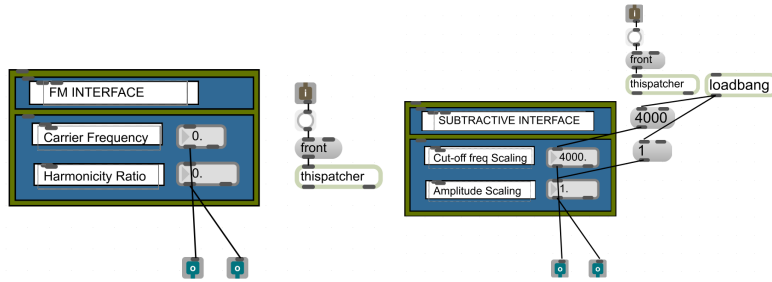 FM INTERFACE
Carrier Frequency
0.
Harmonicity Ratio
0.
i
front
thispatcher
o
o
i
front
thispatcher
loadbang
SUBTRACTIVE INTERFACE
4000
Cut-off freq Scaling
4000.
1
Amplitude Scaling
1.
o
o